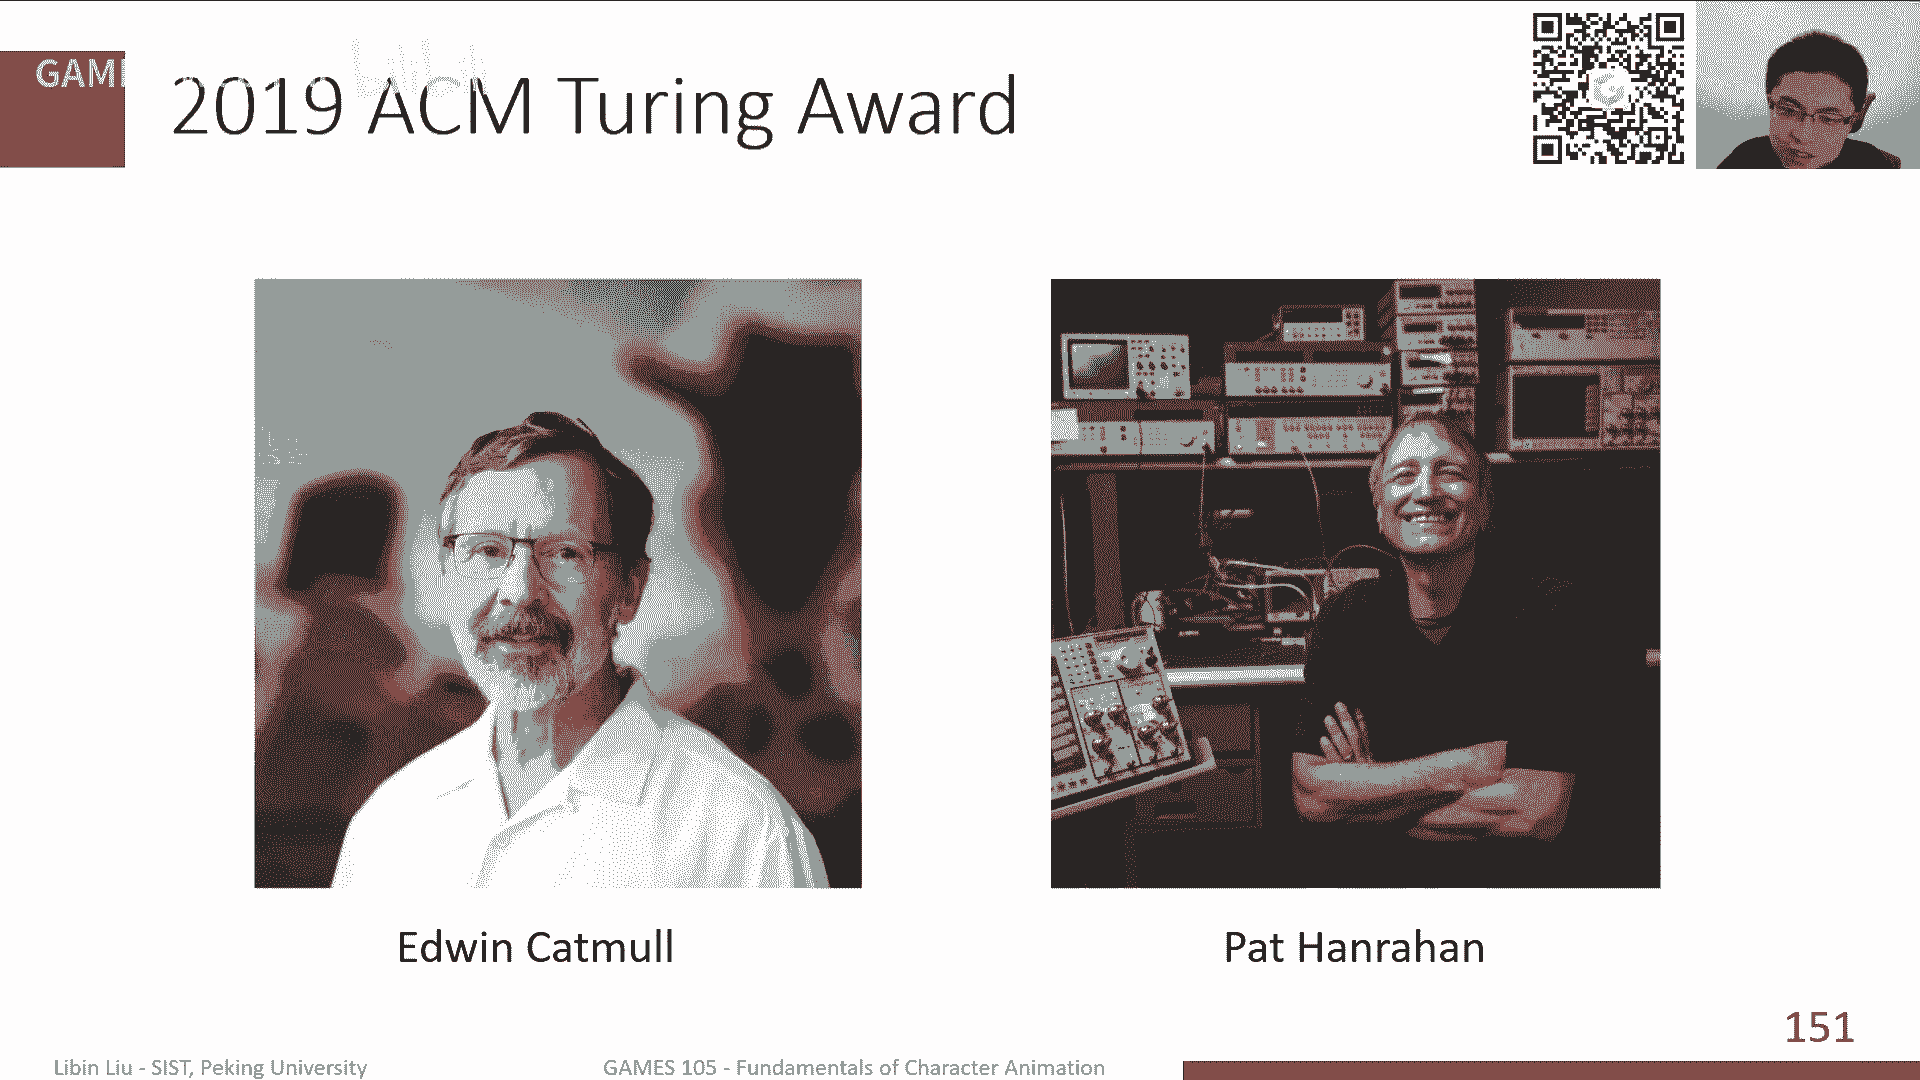 GAM
2019 ACM Turing Award
bilibili
Edwin Catmull
Pat Hanrahan
151
Libin Liu - SIST, Peking University
GAMES 105 - Fundamentals of Character Animation